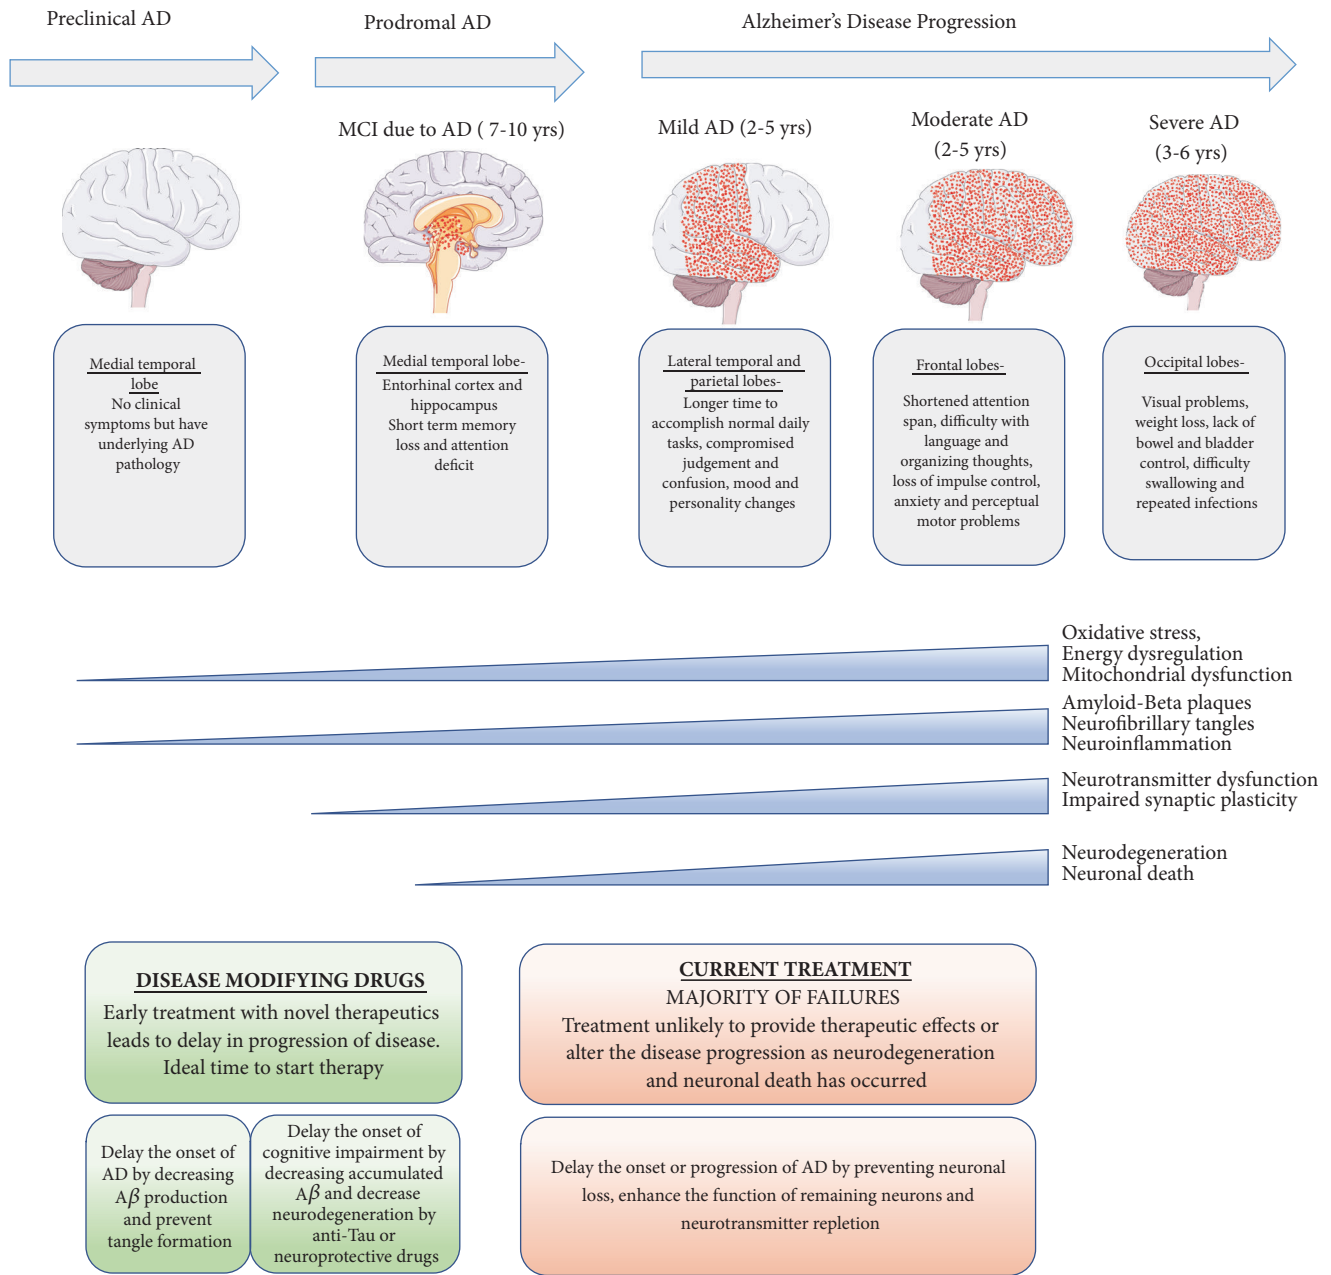 Preclinical AD
Prodromal AD
Alzheimer's Disease Progression
MCI due to AD ( 7-10 yrs)
Mild AD (2-5 yrs)
Moderate AD
(2-5 yrs)
Severe AD
(3-6 yrs)
Medial temporal
lobe
No clinical
symptoms but have
underlying AD
pathology
Medial temporal lobe-
Entorhinal cortex and
hippocampus
Short term memory
loss and attention
deficit
Lateral temporal and
parietal lobes-
Longer time to
accomplish normal daily
tasks, compromised
judgement and
confusion, mood and
personality changes
Frontal lobes-
Shortened attention
span, difficulty with
language and
organizing thoughts,
loss of impulse control,
anxiety and perceptual
motor problems
Occipital lobes-
Visual problems,
weight loss, lack of
bowel and bladder
control, difficulty
swallowing and
repeated infections
Oxidative stress,
Energy dysregulation
Mitochondrial dysfunction
Amyloid-Beta plaques
Neurofibrillary tangles
Neuroinflammation
Neurotransmitter dysfunction
Impaired synaptic plasticity
Neurodegeneration
Neuronal death
DISEASE MODIFYING DRUGS
Early treatment with novel therapeutics
leads to delay in progression of disease.
Ideal time to start therapy
CURRENT TREATMENT
MAJORITY OF FAILURES
Treatment unlikely to provide therapeutic effects or
alter the disease progression as neurodegeneration
and neuronal death has occurred
Delay the onset of
AD by decreasing
Aβ production
and prevent
tangle formation
Delay the onset of
cognitive impairment by
decreasing accumulated
Aβ and decrease
neurodegeneration by
anti-Tau or
neuroprotective drugs
Delay the onset or progression of AD by preventing neuronal
loss, enhance the function of remaining neurons and
neurotransmitter repletion